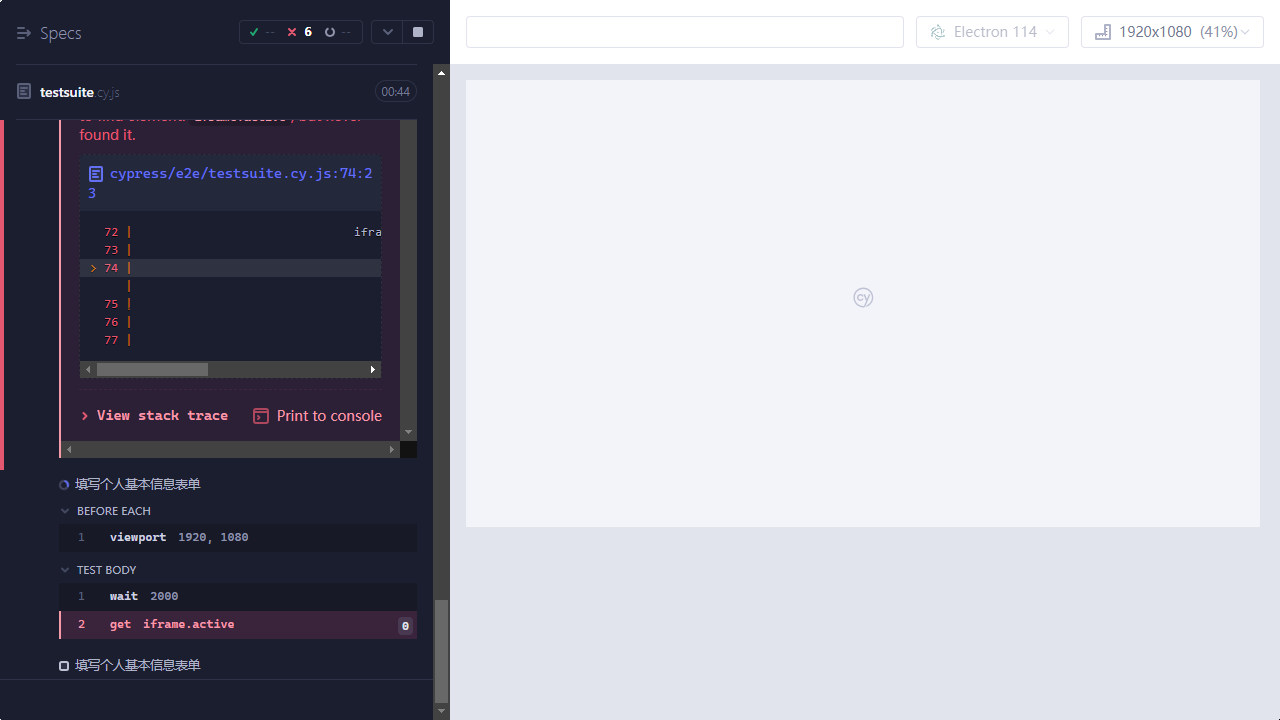 Specs
-- 6 --
Electron 114
1920x1080 (41%)
testsuite.cy.js
00:44
found it.
cypress/e2e/testsuite.cy.js:74:2
3
72 | ifra
73 |
> 74 |
|
75 |
76 |
77 |
View stack trace
Print to console
填写个人基本信息表单
BEFORE EACH
1 viewport 1920, 1080
TEST BODY
1 wait 2000
2 get iframe.active 0
填写个人基本信息表单
cy